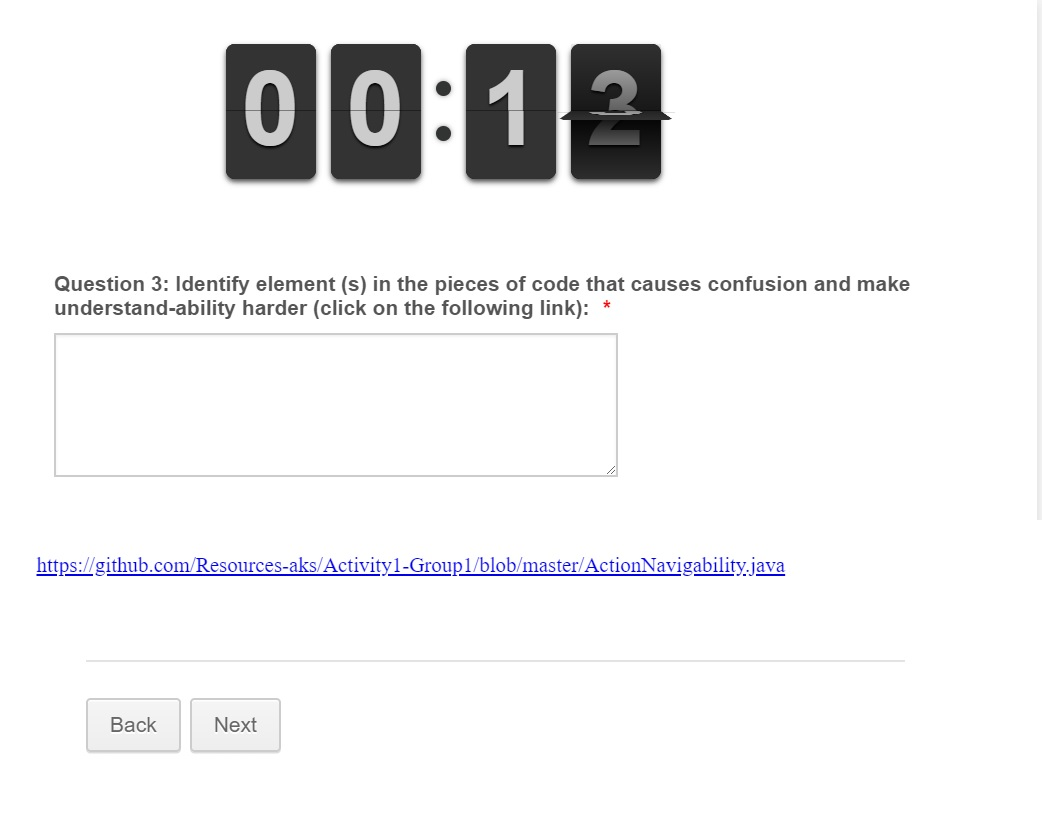 00:1
Question 3: Identify element (s) in the pieces of code that causes confusion and make
understand-ability harder (click on the following link): *
https://github.com/Resources-aks/Activity1-Group1/blob/master/ActionNavigability.java
Back Next